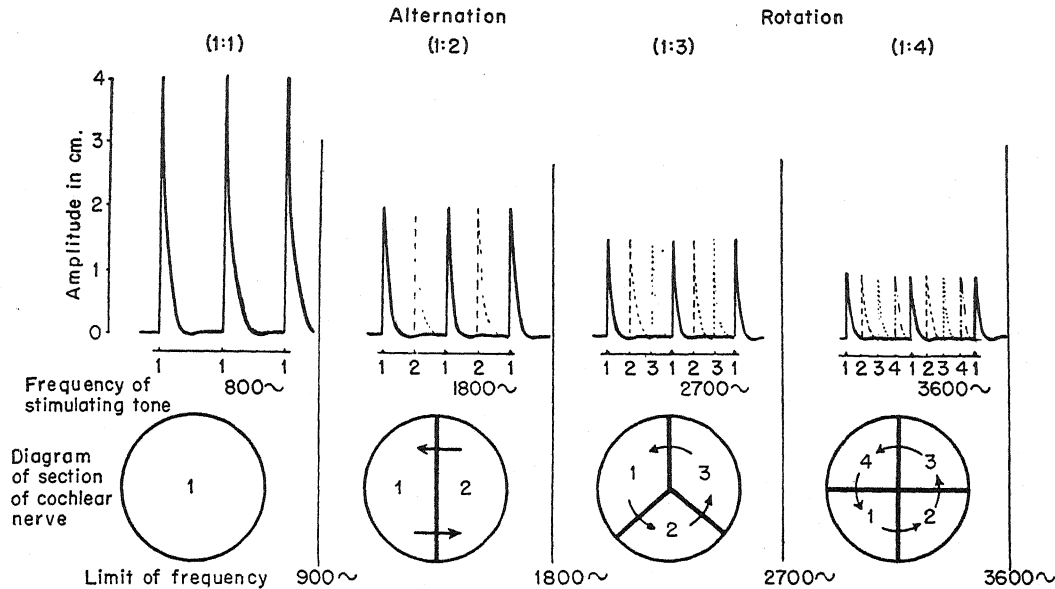 Alternation Rotation
(1:1) (1:2) (1:3) (1:4)
Amplitude in cm.
4
3
2
1
0
1 1 1 1 2 1 2 1 1 2 3 1 2 3 1 1 2 3 4 1 2 3 4 1
Frequency of
stimulating tone
800~ 1800~ 2700~ 3600~
Diagram
of section
of cochlear
nerve
1
1 2
1 3
2
4 3
1 2
Limit of frequency 900~ 1800~ 2700~ 3600~